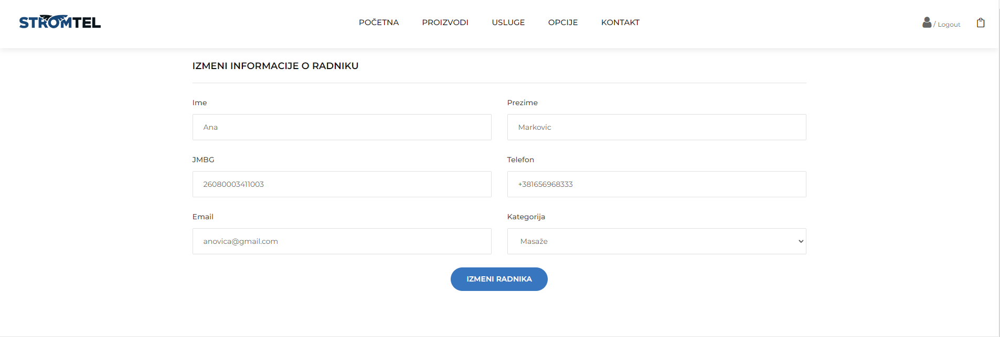 STROMTEL
POČETNA PROIZVODI USLUGE OPCIJE KONTAKT
/ Logout
IZMENI INFORMACIJE O RADNIKU
Ime Prezime
Ana Markovic
JMBG Telefon
26080003411003 +381656968333
Email Kategorija
anovica@gmail.com Masaže
IZMENI RADNIKA